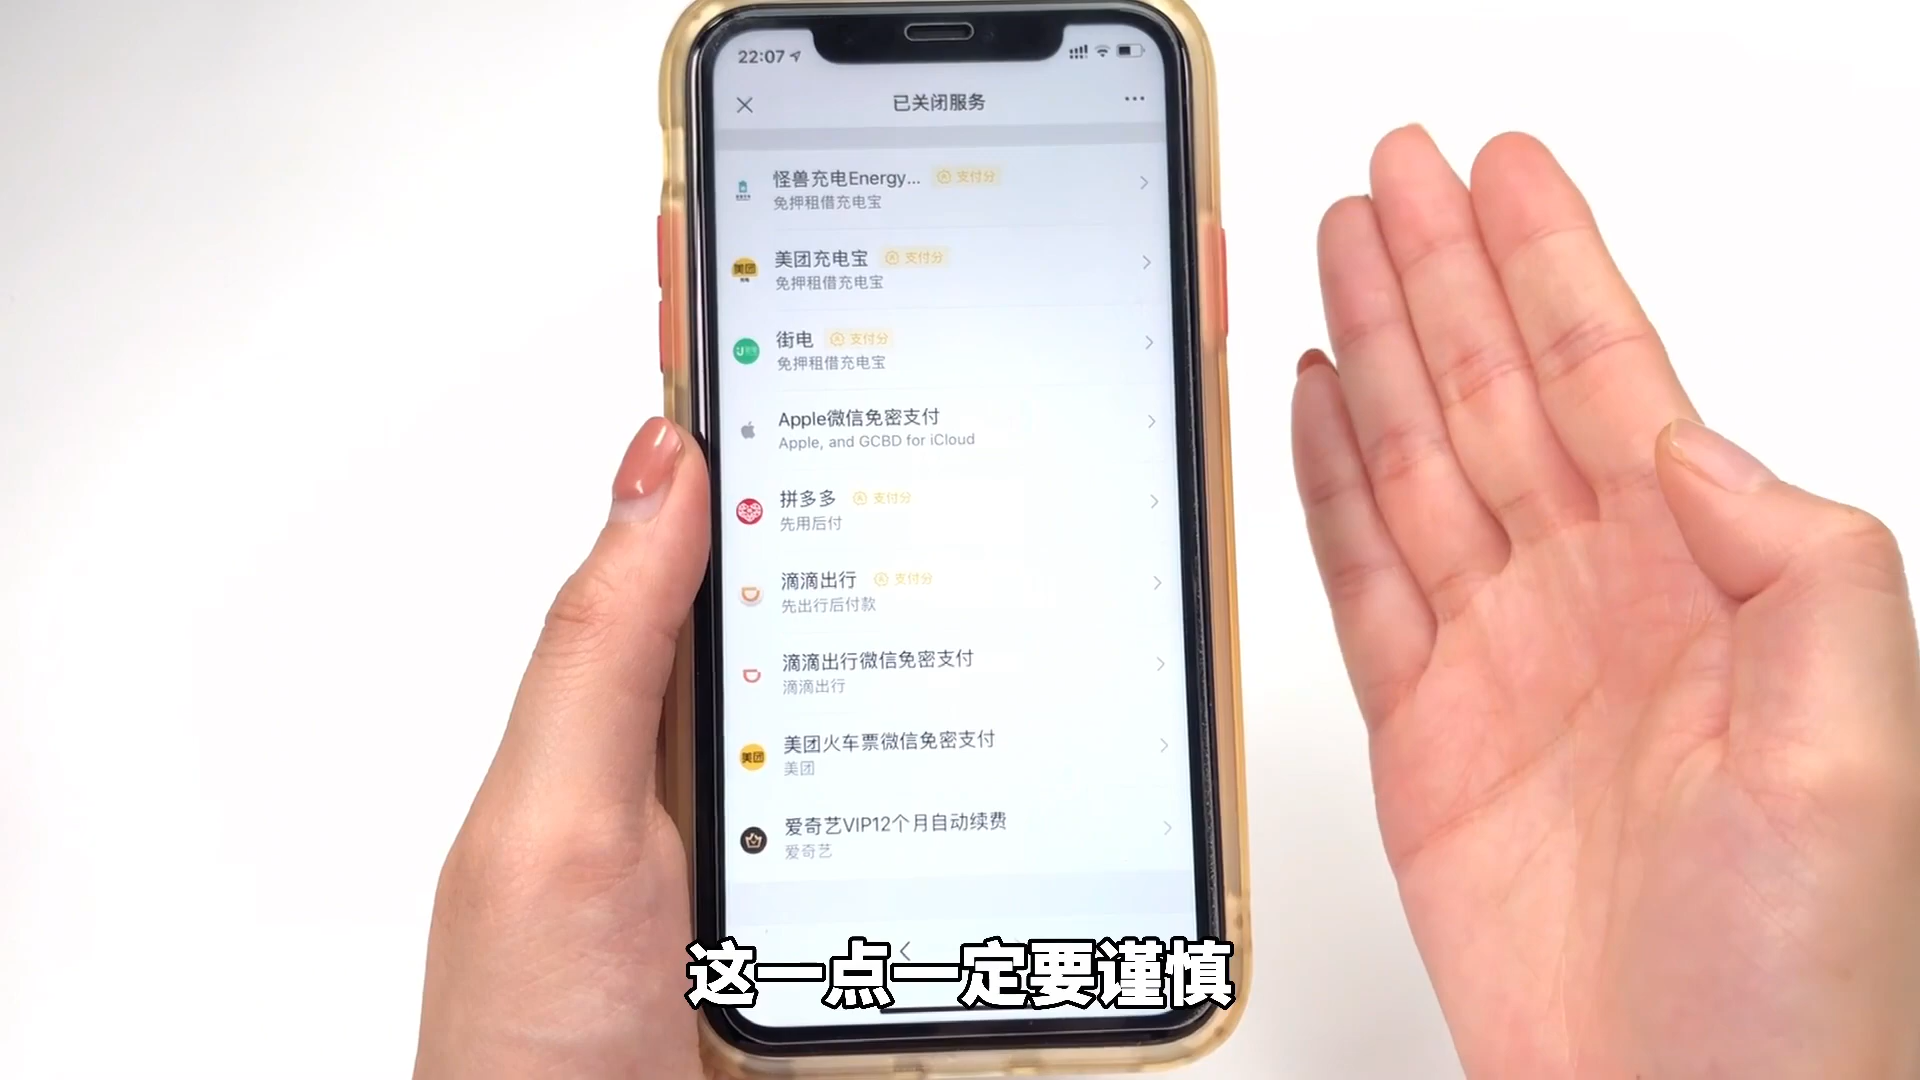 22:07
已关闭服务
怪兽充电Energy... 支付分
免押租借充电宝
美团
美团充电宝 支付分
免押租借充电宝
街电 支付分
免押租借充电宝
Apple微信免密支付
Apple, and GCBD for iCloud
拼多多 支付分
先用后付
滴滴出行 支付分
先出行后付款
滴滴出行微信免密支付
滴滴出行
美团
美团火车票微信免密支付
美团
爱奇艺VIP12个月自动续费
爱奇艺
这一点一定要谨慎